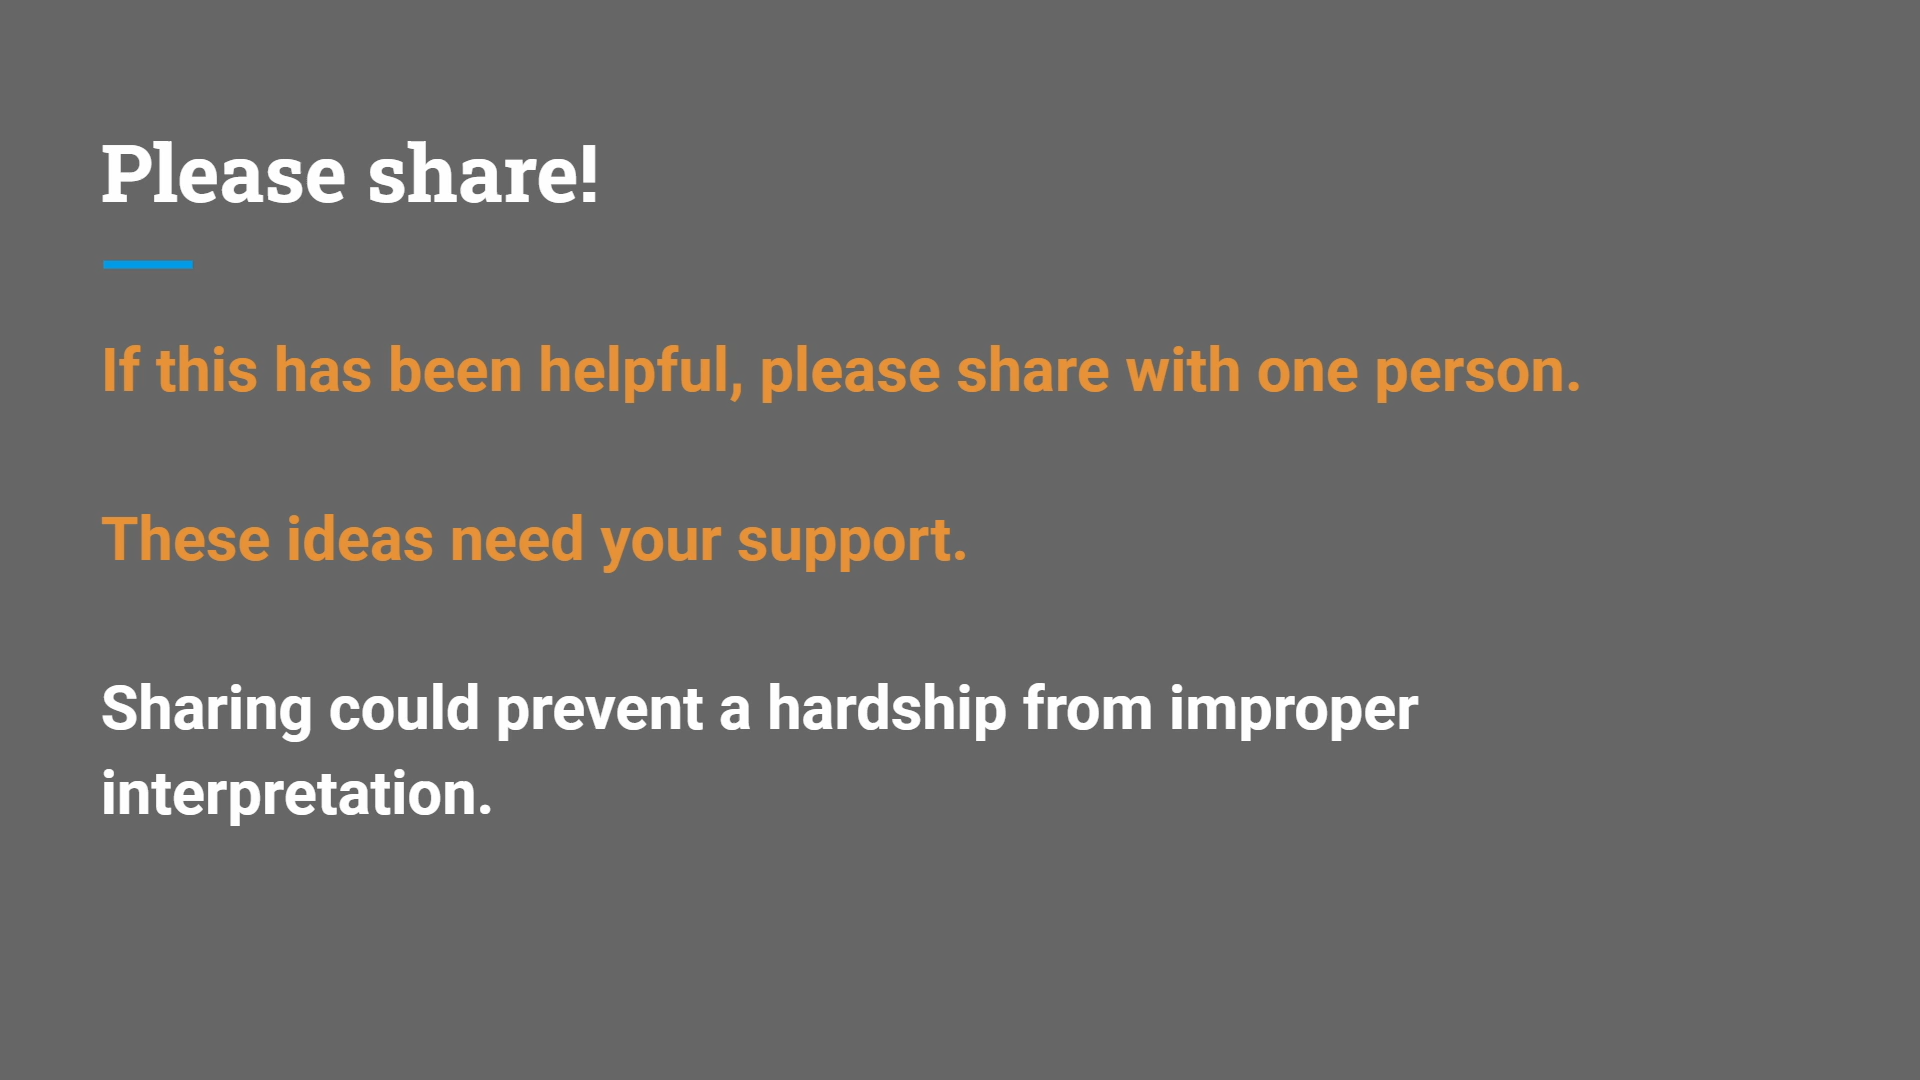 Please share!
If this has been helpful, please share with one person.
These ideas need your support.
Sharing could prevent a hardship from improper
interpretation.